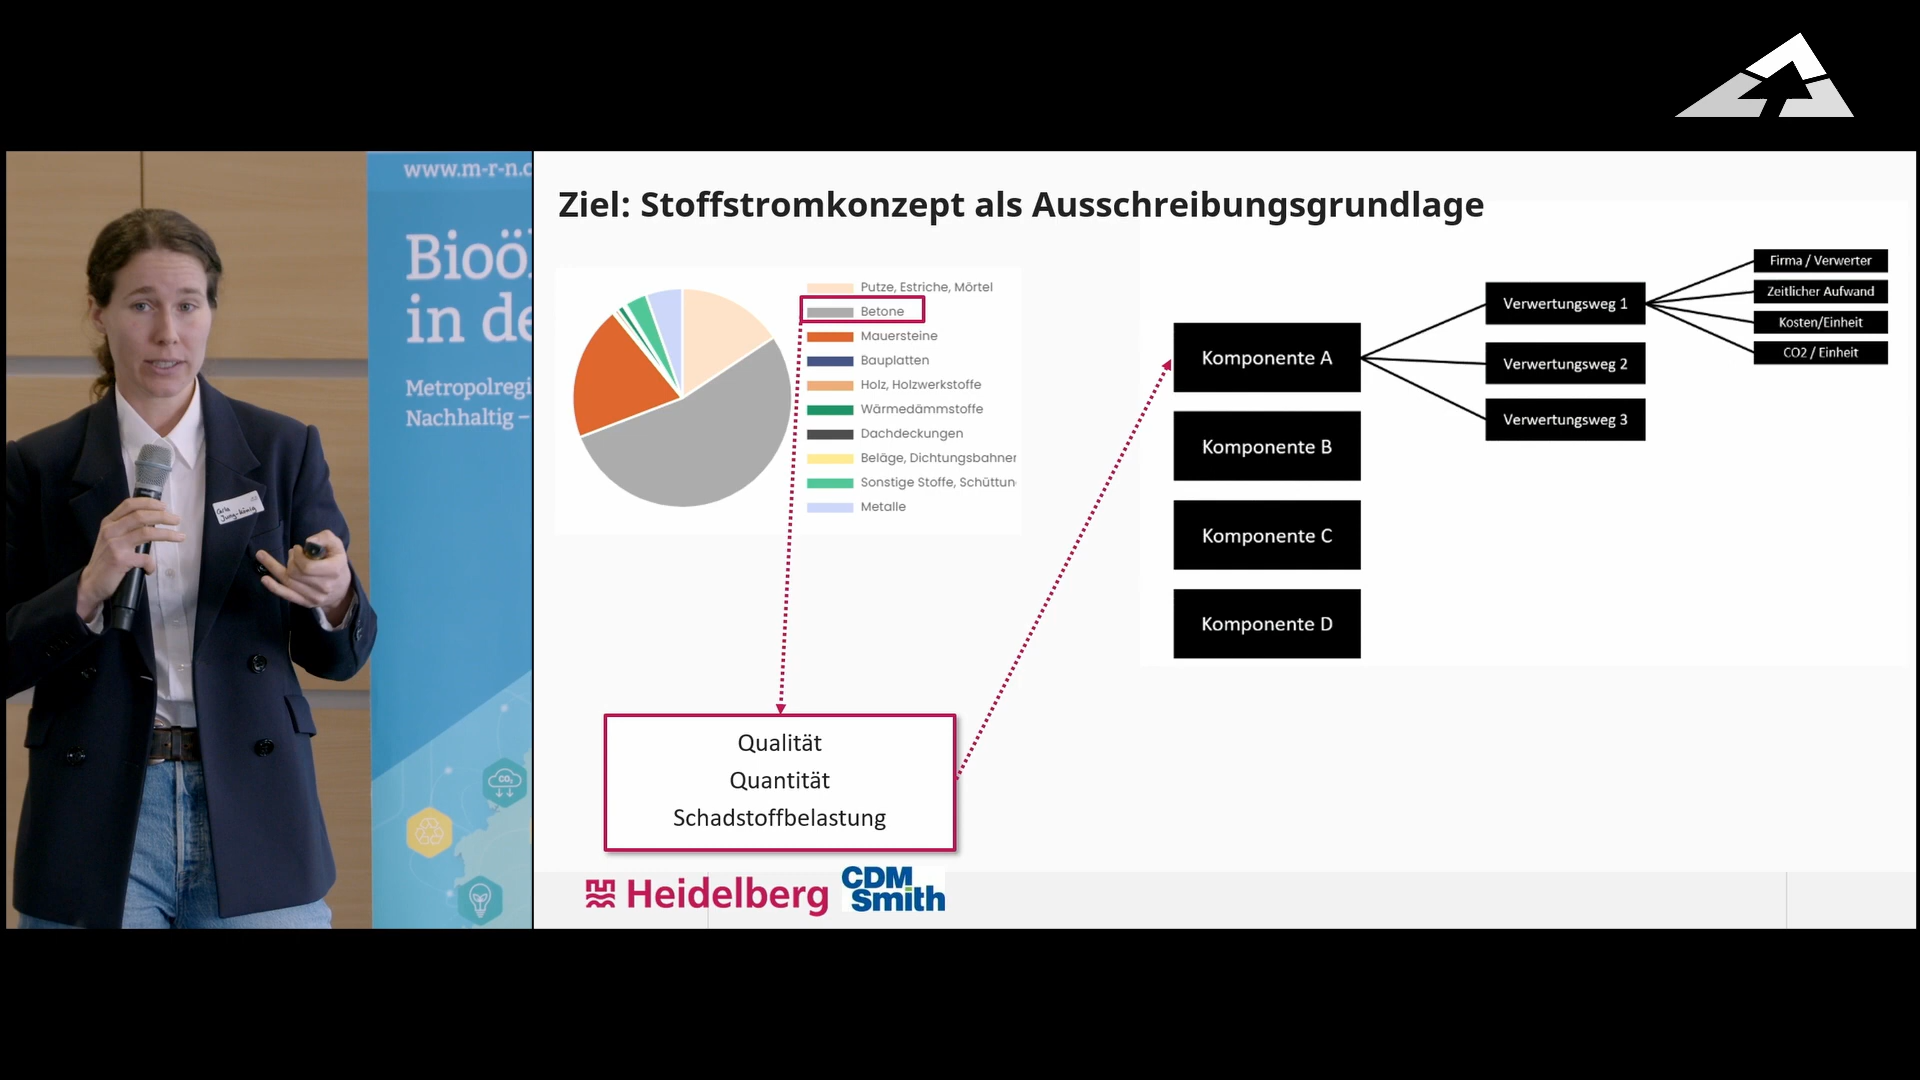 www.m-r-n.
Bioö
in de
Metropolregi
Nachhaltig –
CO₂
Ziel: Stoffstromkonzept als Ausschreibungsgrundlage
Putze, Estriche, Mörtel
Betone
Mauersteine
Bauplatten
Holz, Holzwerkstoffe
Wärmedämmstoffe
Dachdeckungen
Beläge, Dichtungsbahner
Sonstige Stoffe, Schüttun
Metalle
Qualität
Quantität
Schadstoffbelastung
Komponente A
Komponente B
Komponente C
Komponente D
Verwertungsweg 1
Verwertungsweg 2
Verwertungsweg 3
Firma / Verwerter
Zeitlicher Aufwand
Kosten/Einheit
CO2 / Einheit
Heidelberg
CDM
Smith